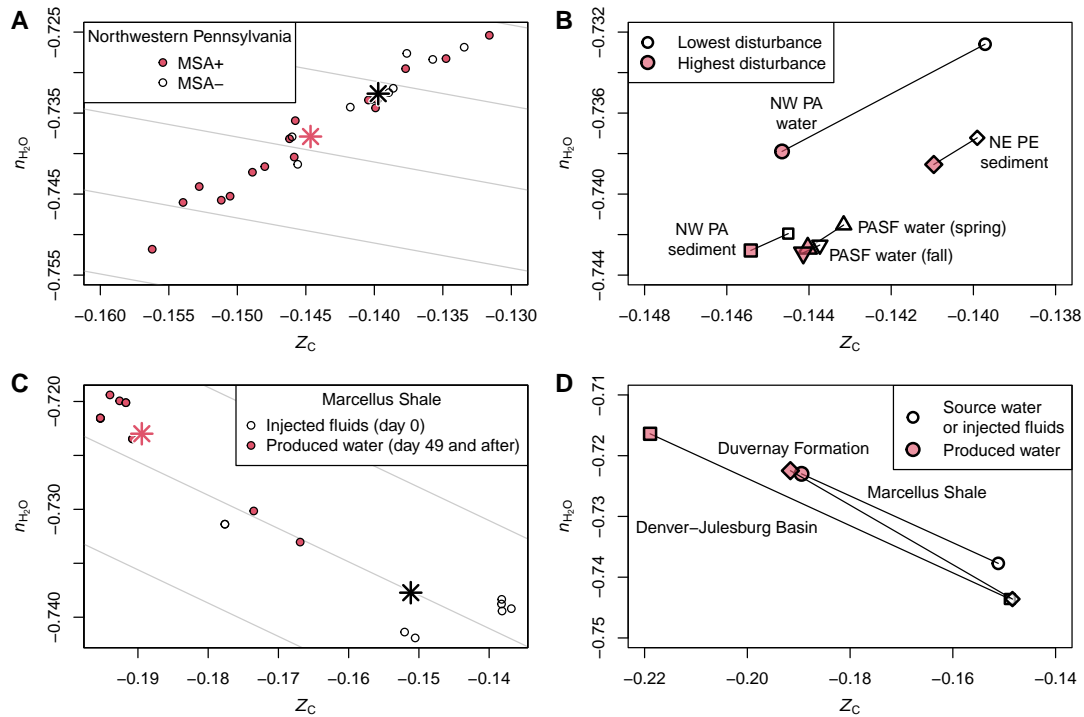 A
Northwestern Pennsylvania
MSA+
MSA−
nH2O
−0.725
−0.735
−0.745
−0.755
−0.160
−0.155
−0.150
−0.145
−0.140
−0.135
−0.130
ZC
B
Lowest disturbance
Highest disturbance
NW PA
water
NE PE
sediment
NW PA
sediment
PASF water (spring)
PASF water (fall)
nH2O
−0.732
−0.736
−0.740
−0.744
−0.148
−0.146
−0.144
−0.142
−0.140
−0.138
ZC
C
Marcellus Shale
Injected fluids (day 0)
Produced water (day 49 and after)
nH2O
−0.720
−0.730
−0.740
−0.19
−0.18
−0.17
−0.16
−0.15
−0.14
ZC
D
Source water
or injected fluids
Produced water
Duvernay Formation
Marcellus Shale
Denver−Julesburg Basin
nH2O
−0.71
−0.72
−0.73
−0.74
−0.75
−0.22
−0.20
−0.18
−0.16
−0.14
ZC